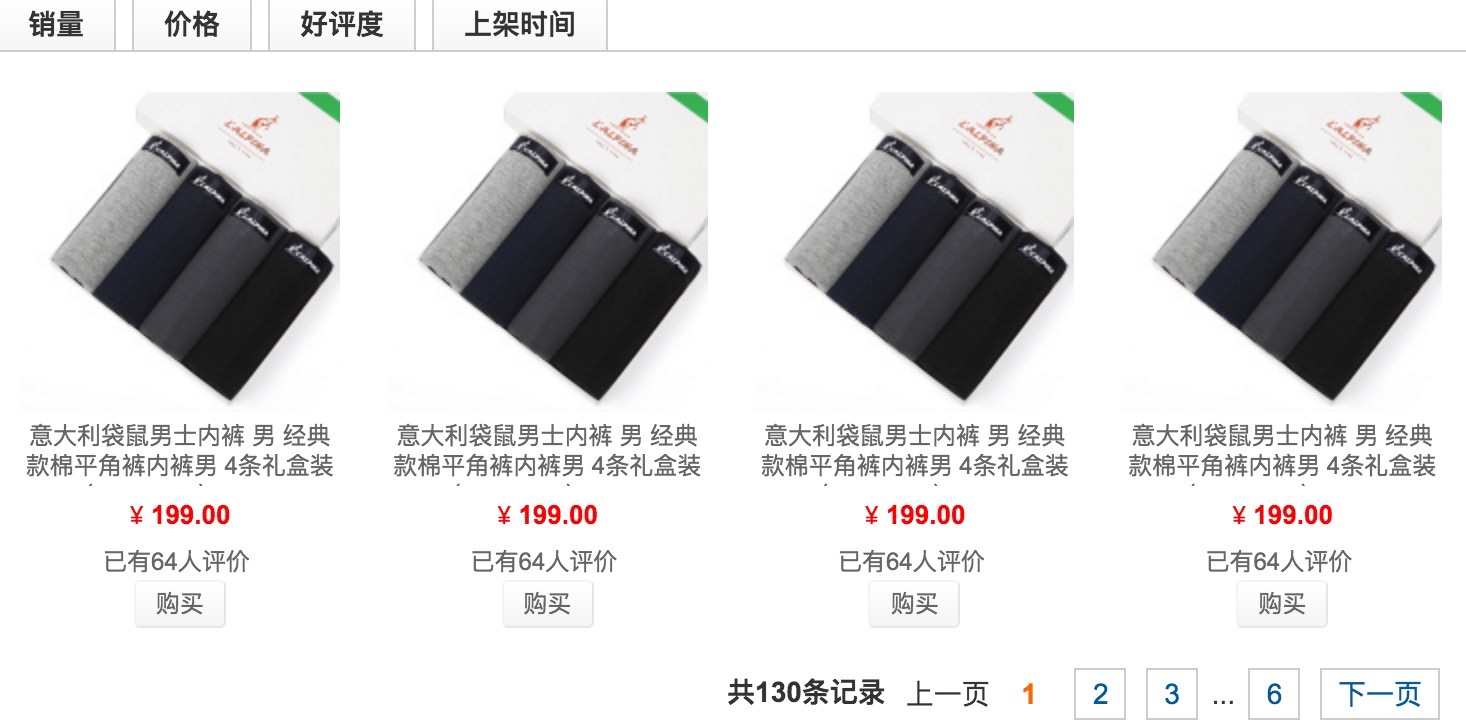 销量 价格 好评度 上架时间
L'ALPINA
意大利袋鼠男士内裤 男 经典 意大利袋鼠男士内裤 男 经典 意大利袋鼠男士内裤 男 经典 意大利袋鼠男士内裤 男 经典
款棉平角裤内裤男 4条礼盒装 款棉平角裤内裤男 4条礼盒装 款棉平角裤内裤男 4条礼盒装 款棉平角裤内裤男 4条礼盒装
¥ 199.00 ¥ 199.00 ¥ 199.00 ¥ 199.00
已有64人评价 已有64人评价 已有64人评价 已有64人评价
购买 购买 购买 购买
共130条记录 上一页 1 2 3 ... 6 下一页